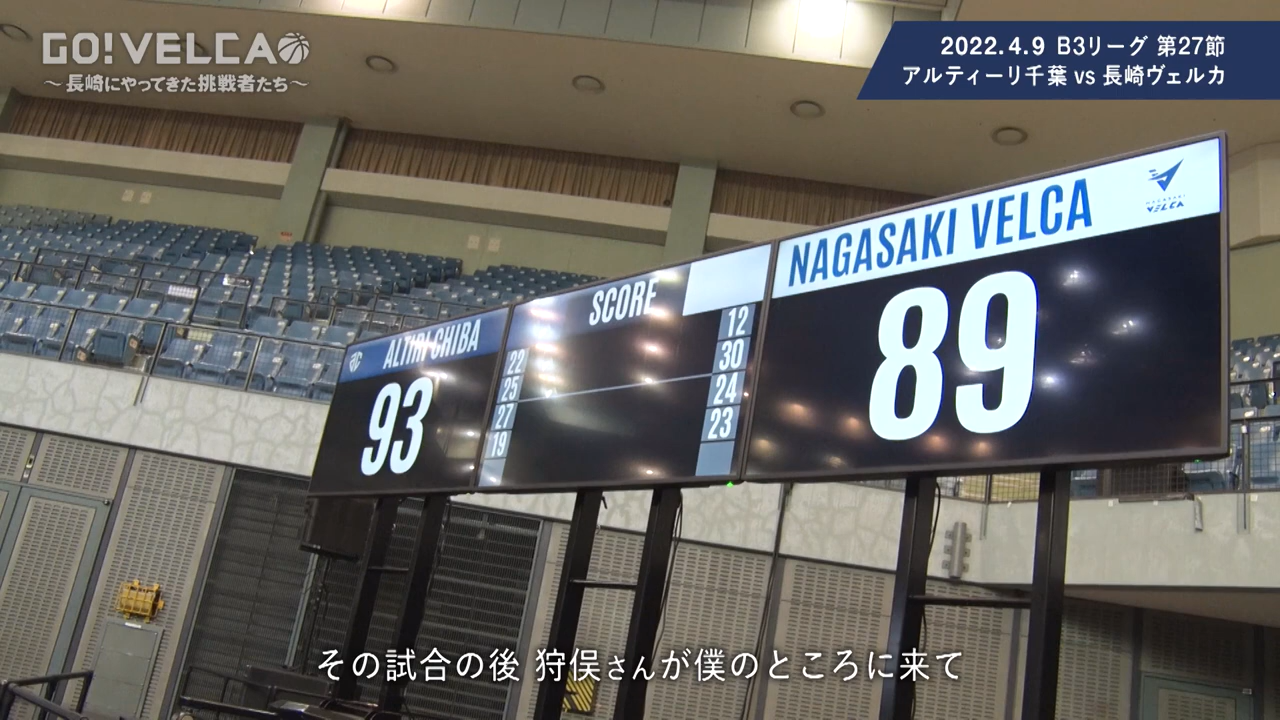 GO! VELCA
～長崎にやってきた挑戦者たち～
2022.4.9 B3リーグ 第27節
アルティーリ千葉 vs 長崎ヴェルカ
ALTIRI CHIBA
93
SCORE
22 12
25 30
27 24
19 23
NAGASAKI VELCA
NAGASAKI
VELCA
89
その試合の後 狩俣さんが僕のところに来て